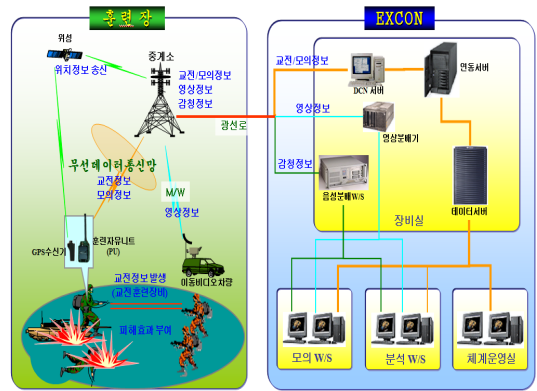 훈련장
위성
위치정보 송신
중계소
교전/모의정보
영상정보
감청정보
광선로
무선데이터통신망
교전정보
모의정보
M/W
영상정보
GPS수신기
훈련자유니트
(PU)
이동비디오차량
교전정보 발생
(교전훈련장비)
피해효과 부여
EXCON
교전/모의정보
DCN 서버
연동서버
영상정보
영상분배기
감청정보
음성분배W/S
데이터서버
장비실
모의 W/S
분석 W/S
체계운영실